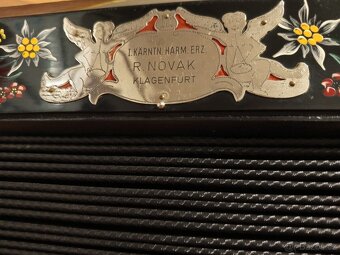 I. KÄRNTN. HARM. ERZ.
R. NOVAK
KLAGENFURT